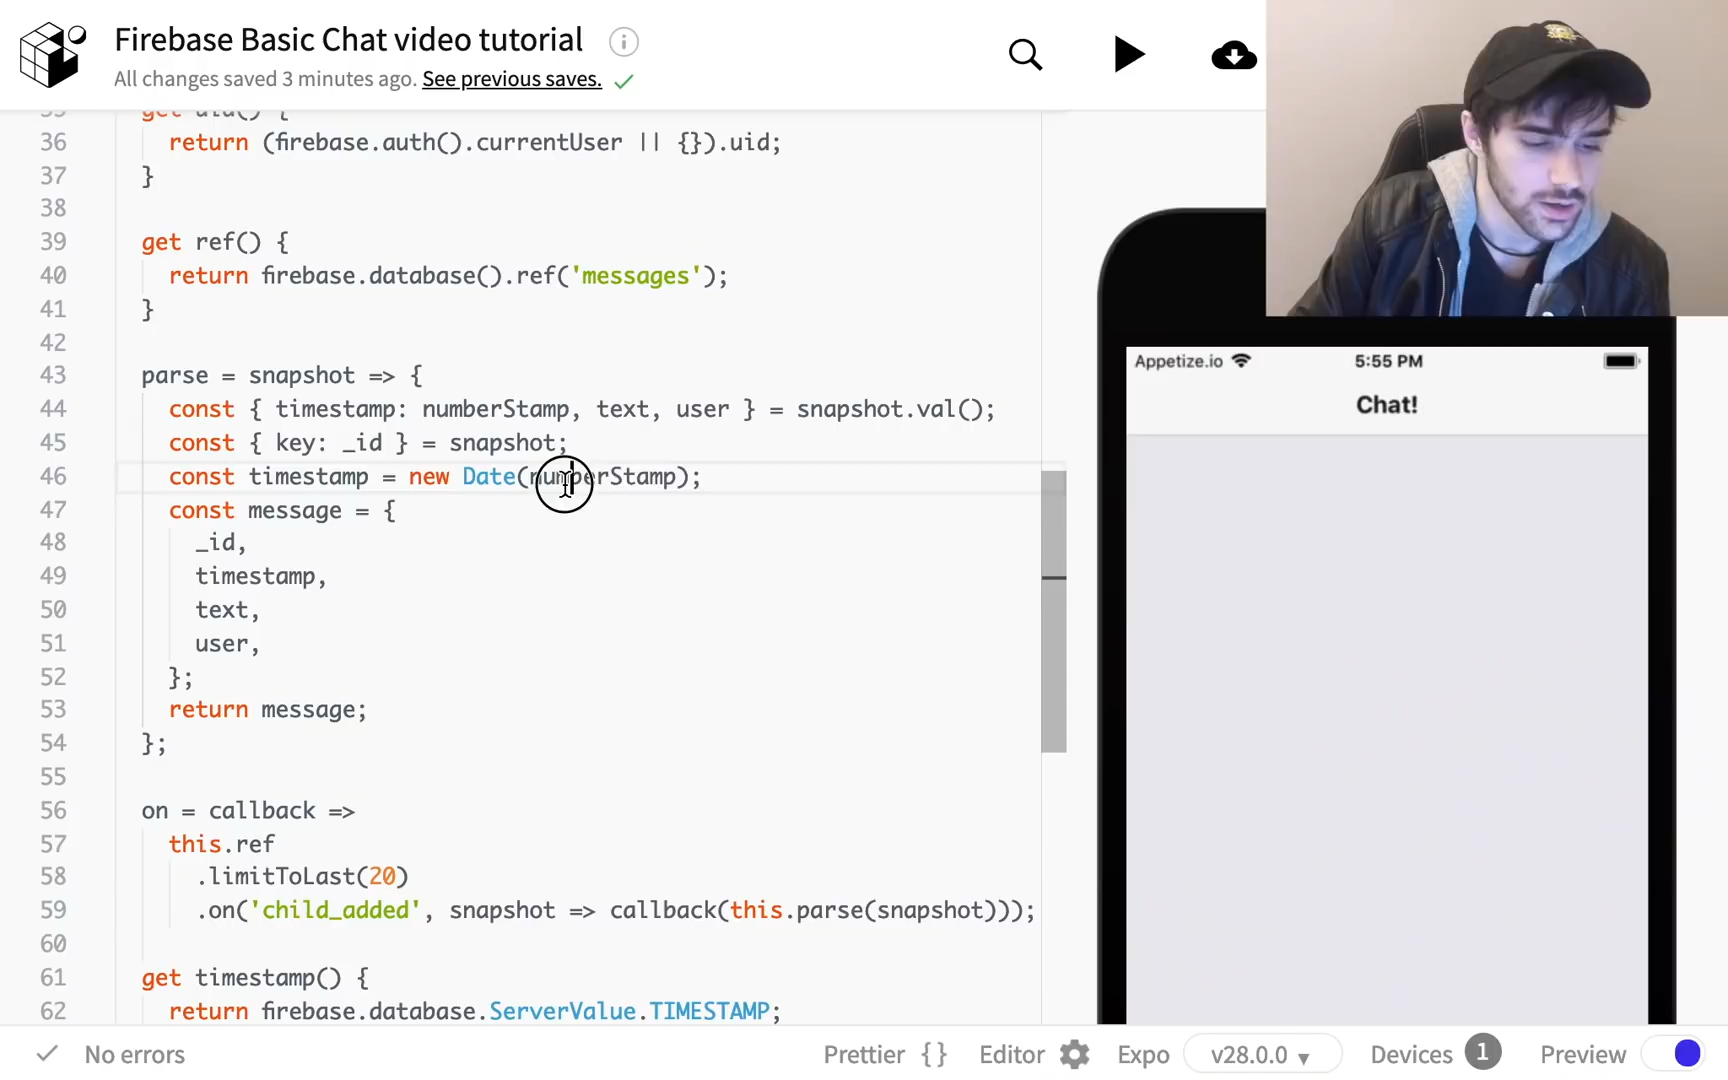 Firebase Basic Chat video tutorial
All changes saved 3 minutes ago. See previous saves.
35 get uid() {
36 return (firebase.auth().currentUser || {}).uid;
37 }
38
39 get ref() {
40 return firebase.database().ref('messages');
41 }
42
43 parse = snapshot => {
44 const { timestamp: numberStamp, text, user } = snapshot.val();
45 const { key: _id } = snapshot;
46 const timestamp = new Date(numberStamp);
47 const message = {
48 _id,
49 timestamp,
50 text,
51 user,
52 };
53 return message;
54 };
55
56 on = callback =>
57 this.ref
58 .limitToLast(20)
59 .on('child_added', snapshot => callback(this.parse(snapshot)));
60
61 get timestamp() {
62 return firebase.database.ServerValue.TIMESTAMP;
Appetize.io 5:55 PM
Chat!
No errors Prettier {} Editor Expo v28.0.0 Devices 1 Preview